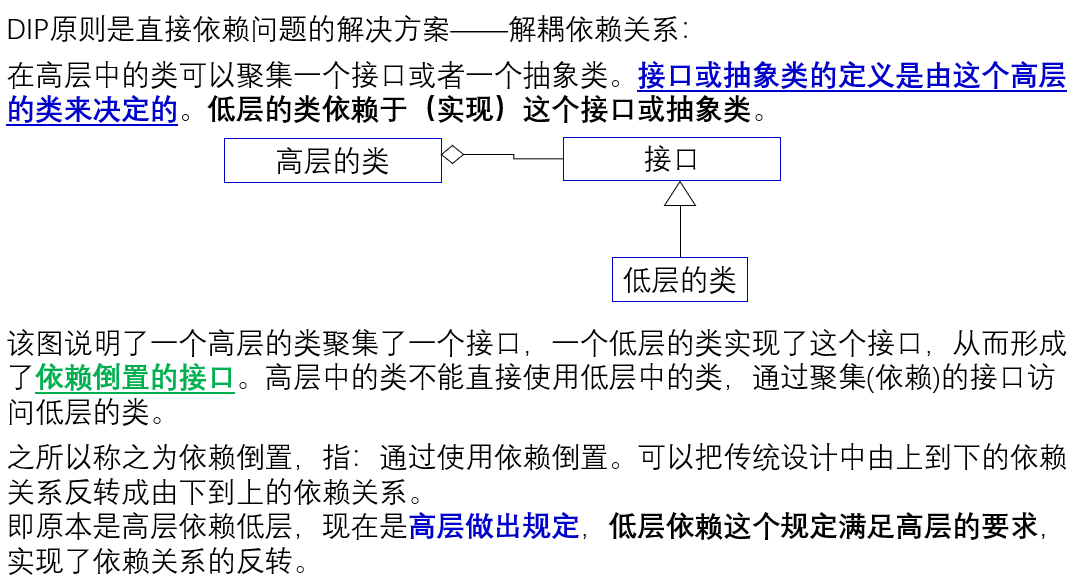 DIP原则是直接依赖问题的解决方案——解耦依赖关系：
在高层中的类可以聚集一个接口或者一个抽象类。接口或抽象类的定义是由这个高层
的类来决定的。低层的类依赖于（实现）这个接口或抽象类。
高层的类
接口
低层的类
该图说明了一个高层的类聚集了一个接口，一个低层的类实现了这个接口，从而形成
了依赖倒置的接口。高层中的类不能直接使用低层中的类，通过聚集(依赖)的接口访
问低层的类。
之所以称之为依赖倒置，指：通过使用依赖倒置。可以把传统设计中由上到下的依赖
关系反转成由下到上的依赖关系。
即原本是高层依赖低层，现在是高层做出规定，低层依赖这个规定满足高层的要求，
实现了依赖关系的反转。